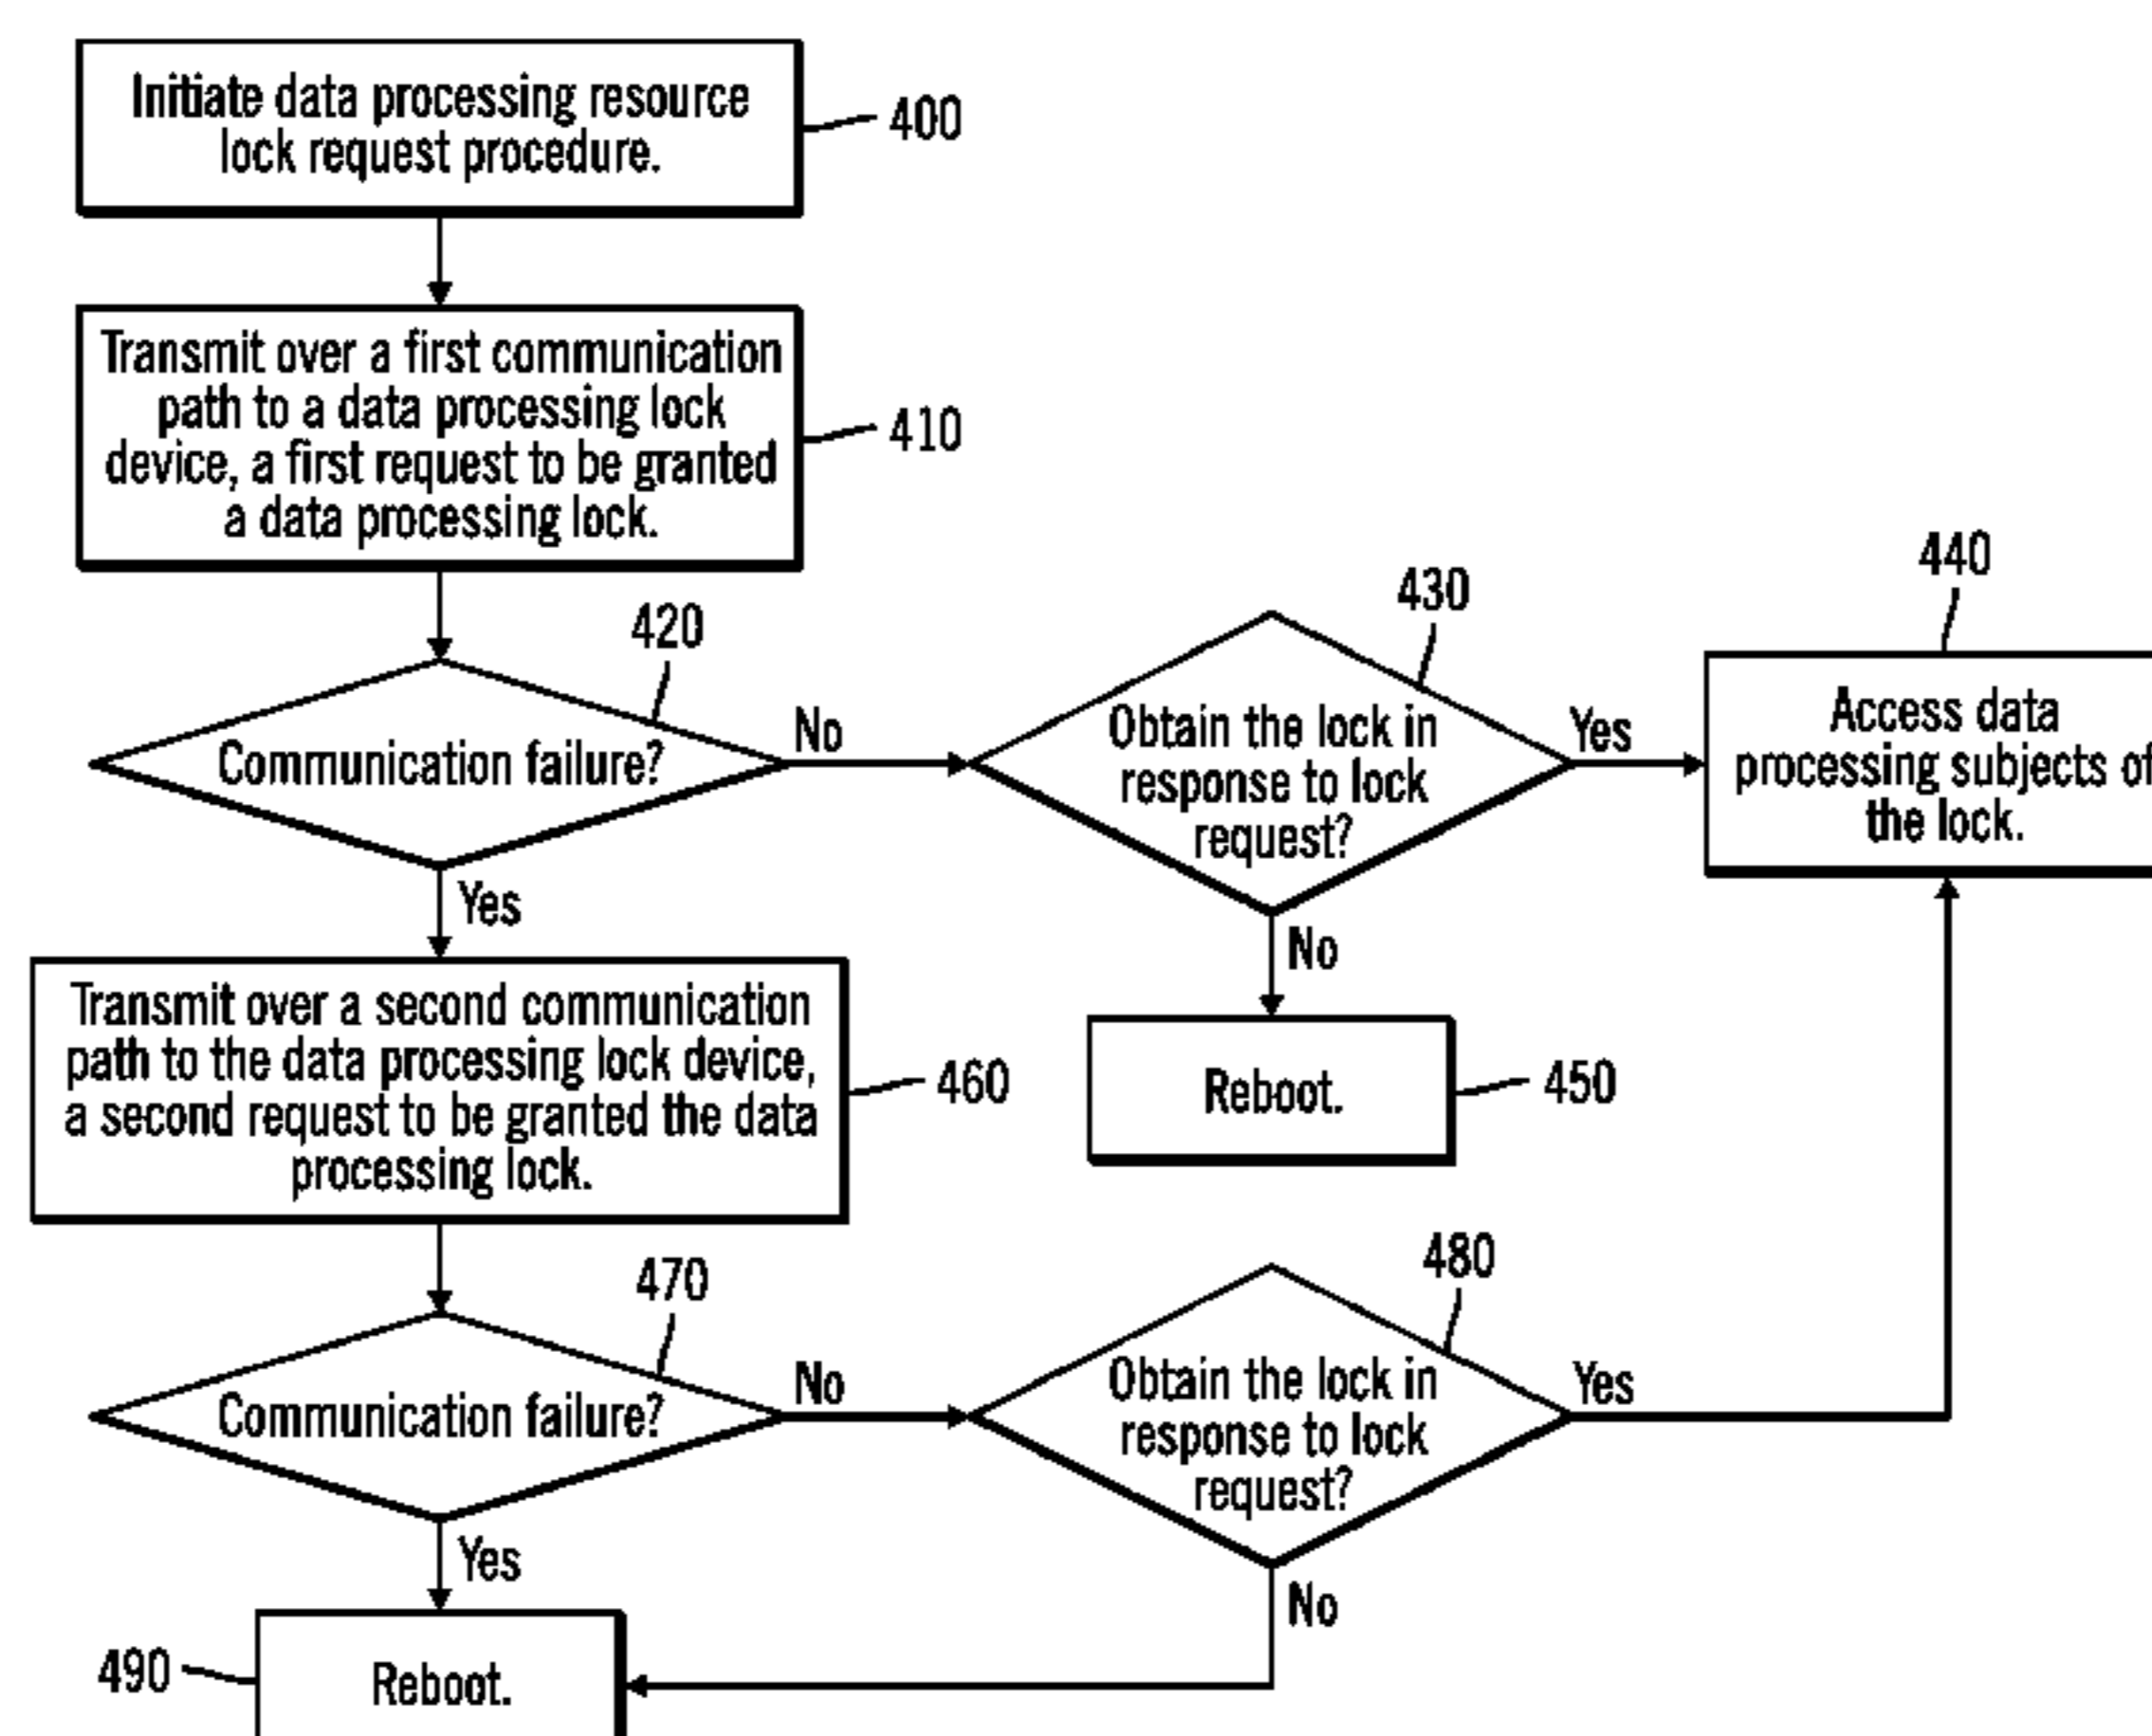 Initiate data processing resource
lock request procedure.
400
Transmit over a first communication
path to a data processing lock
device, a first request to be granted
a data processing lock.
410
420
Communication failure?
No
Yes
430
Obtain the lock in
response to lock
request?
Yes
No
440
Access data
processing subjects of
the lock.
Reboot.
450
Transmit over a second communication
path to the data processing lock device,
a second request to be granted the data
processing lock.
460
470
Communication failure?
No
Yes
480
Obtain the lock in
response to lock
request?
Yes
No
490
Reboot.